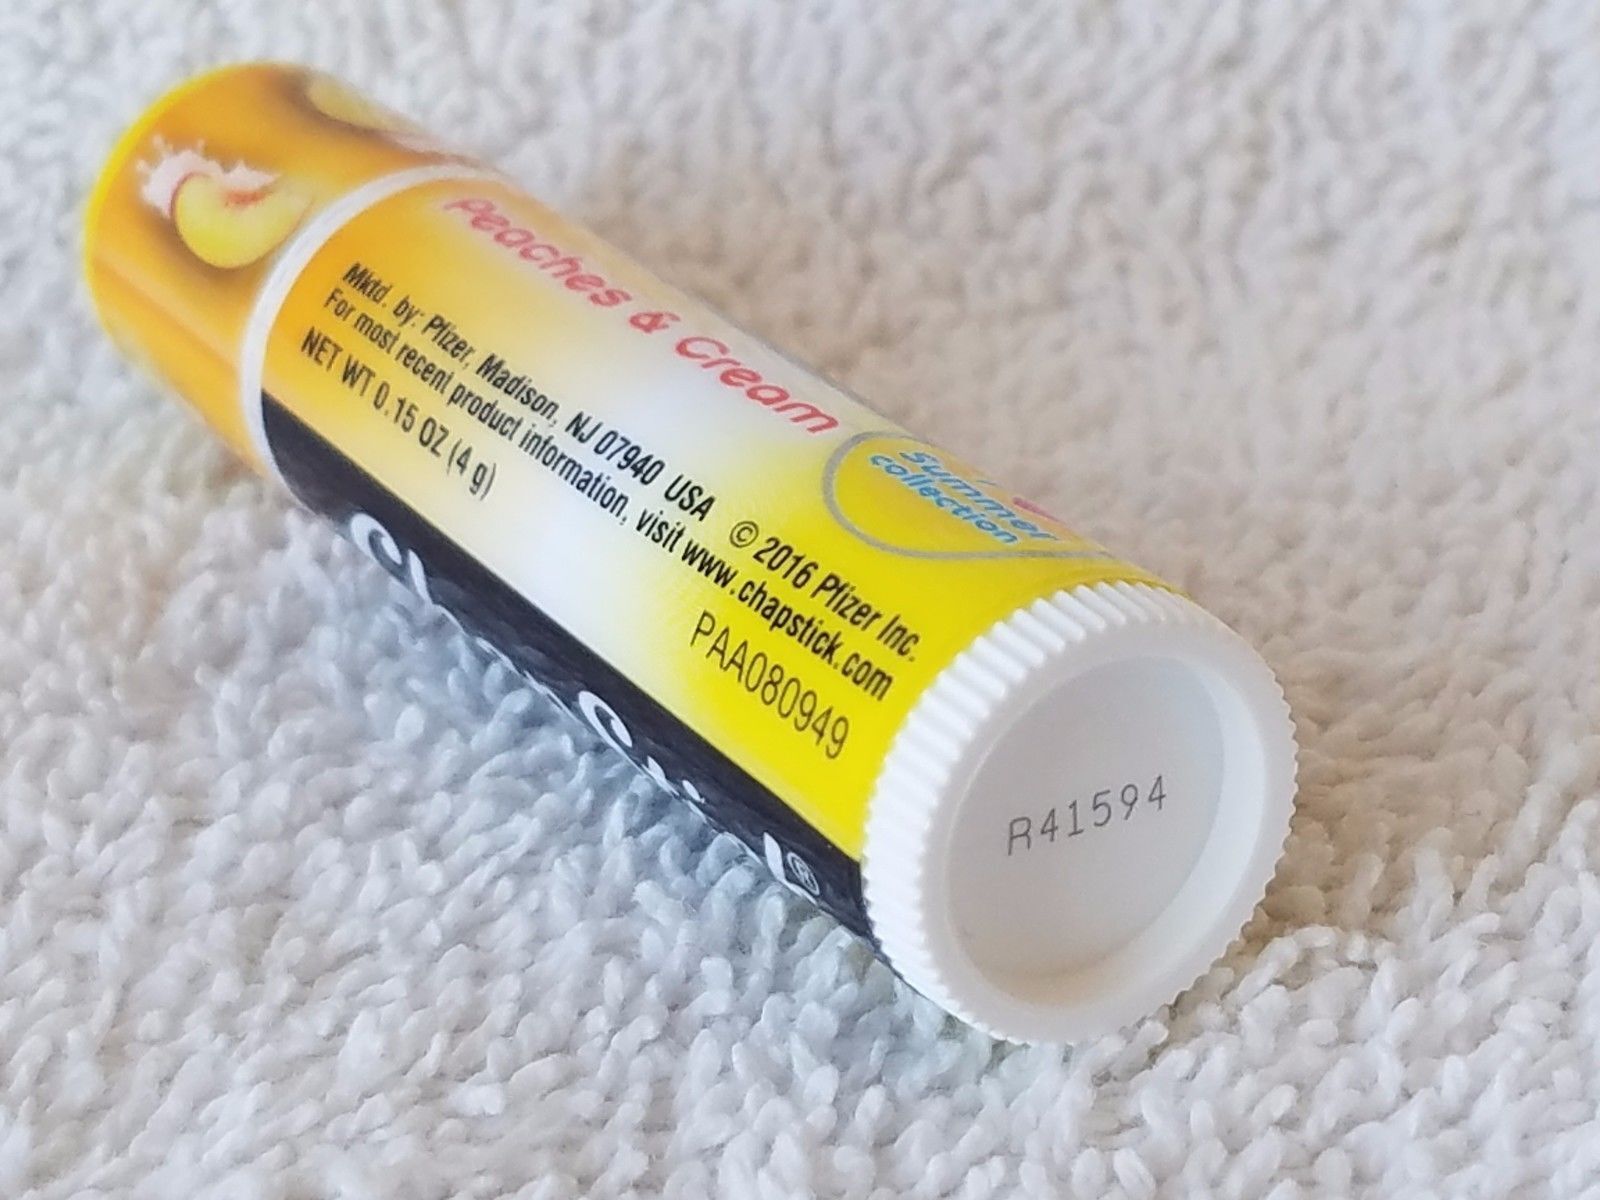 Peaches & Cream
Summer
collection
Mktd. by: Pfizer, Madison, NJ 07940 USA © 2016 Pfizer Inc.
For most recent product information, visit www.chapstick.com
NET WT 0.15 OZ (4 g)
PAA080949
R41594